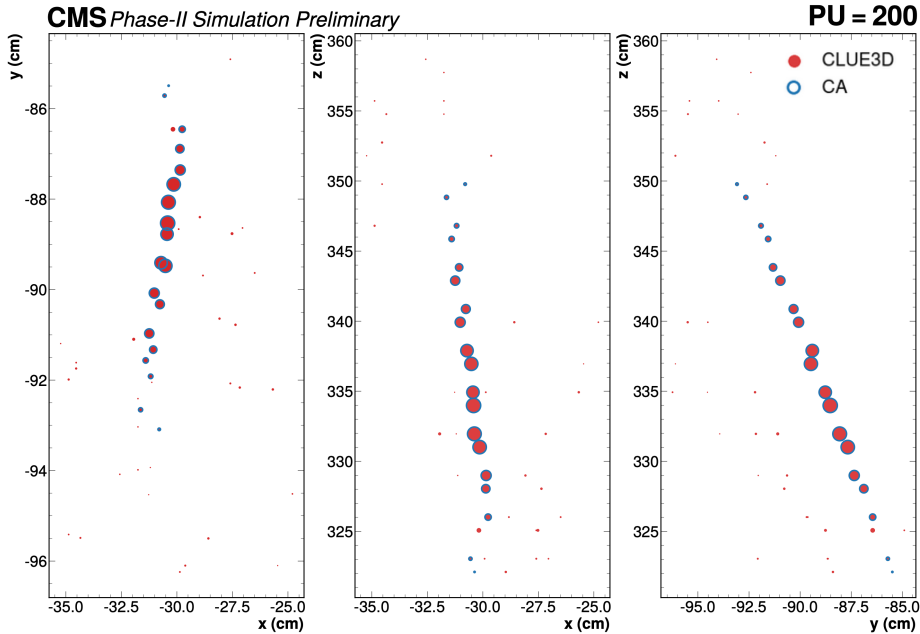 CMS Phase-II Simulation Preliminary
PU = 200
y (cm)
-86
-88
-90
-92
-94
-96
-35.0 -32.5 -30.0 -27.5 -25.0
x (cm)
z (cm)
360
355
350
345
340
335
330
325
-35.0 -32.5 -30.0 -27.5 -25.0
x (cm)
z (cm)
360
355
350
345
340
335
330
325
-95.0 -92.5 -90.0 -87.5 -85.0
y (cm)
CLUE3D
CA